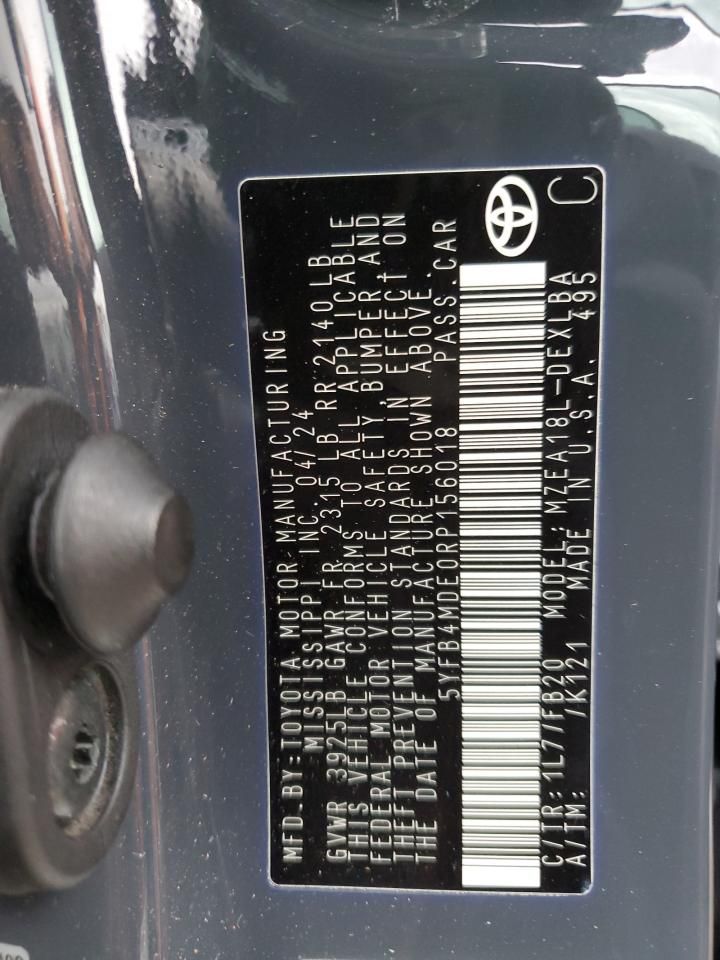 MFD.BY:TOYOTA MOTOR MANUFACTURING
MISSISSIPPI INC. 04/24
GVWR 3925LB GAWR FR 2315 LB RR 2140 LB
THIS VEHICLE CONFORMS TO ALL APPLICABLE
FEDERAL MOTOR VEHICLE SAFETY, BUMPER, AND
THEFT PREVENTION STANDARDS IN EFFECT ON
THE DATE OF MANUFACTURE SHOWN ABOVE.
5YFB4MDE0RP156018 PASS.CAR
C/TR:1L7/FB20 MODEL:MZEA18L-DEXLBA
A/TM: /K121 MADE IN U.S.A. 495
C